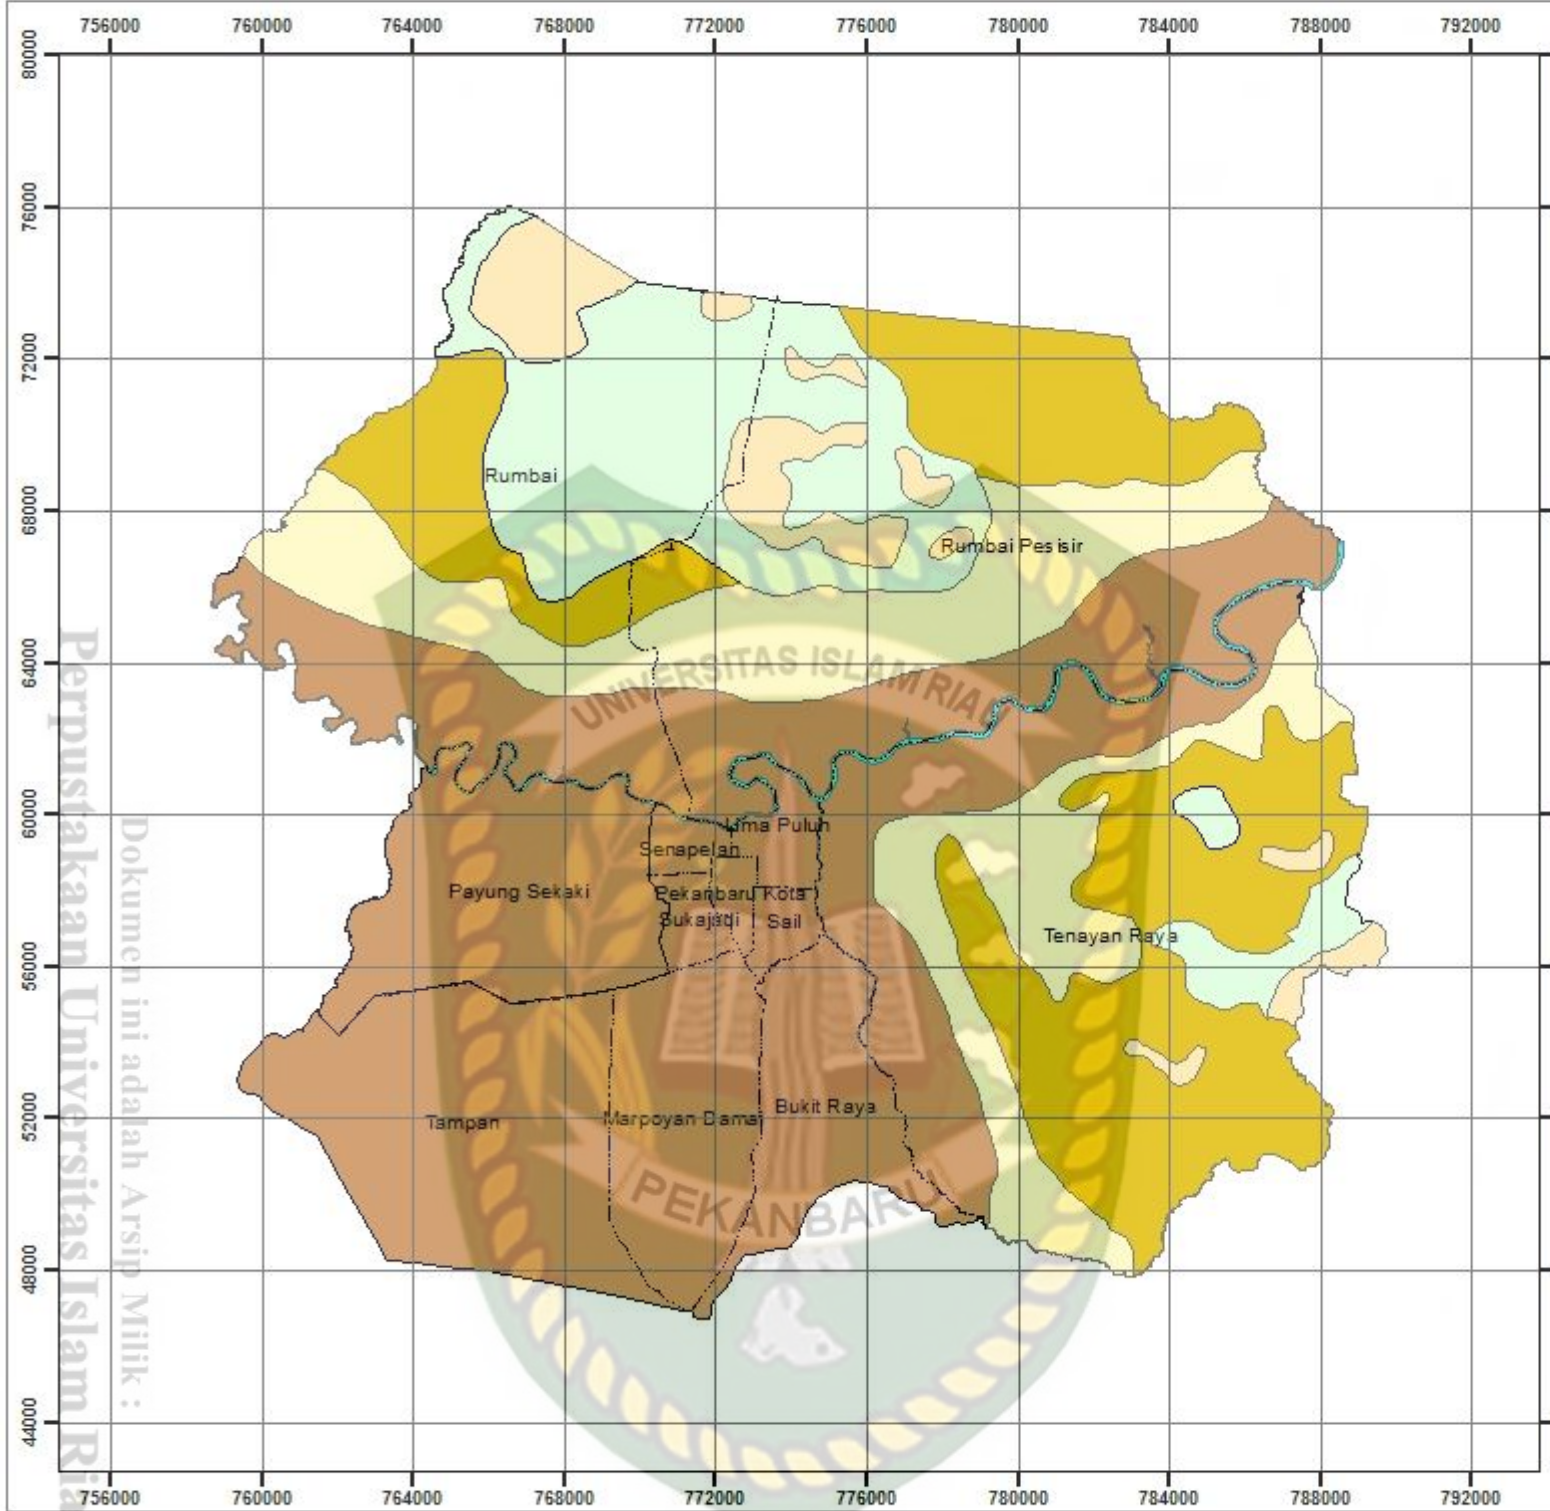 756000 760000 764000 768000 772000 776000 780000 784000 788000 792000
80000
76000
72000
68000
64000
60000
56000
52000
48000
44000
Rumbai
Rumbai Pesisir
UNIVERSITAS ISLAM RIAU
Lima Puluh
Senapelan
Payung Sekaki
Pekanbaru Kota
Sukajadi
Sail
Tenayan Raya
Bukit Raya
Marpoyan Damai
Tampan
PEKANBARU
Perpustakaan Universitas Islam Ria
Dokumen ini adalah Arsip Milik :
756000 760000 764000 768000 772000 776000 780000 784000 788000 792000